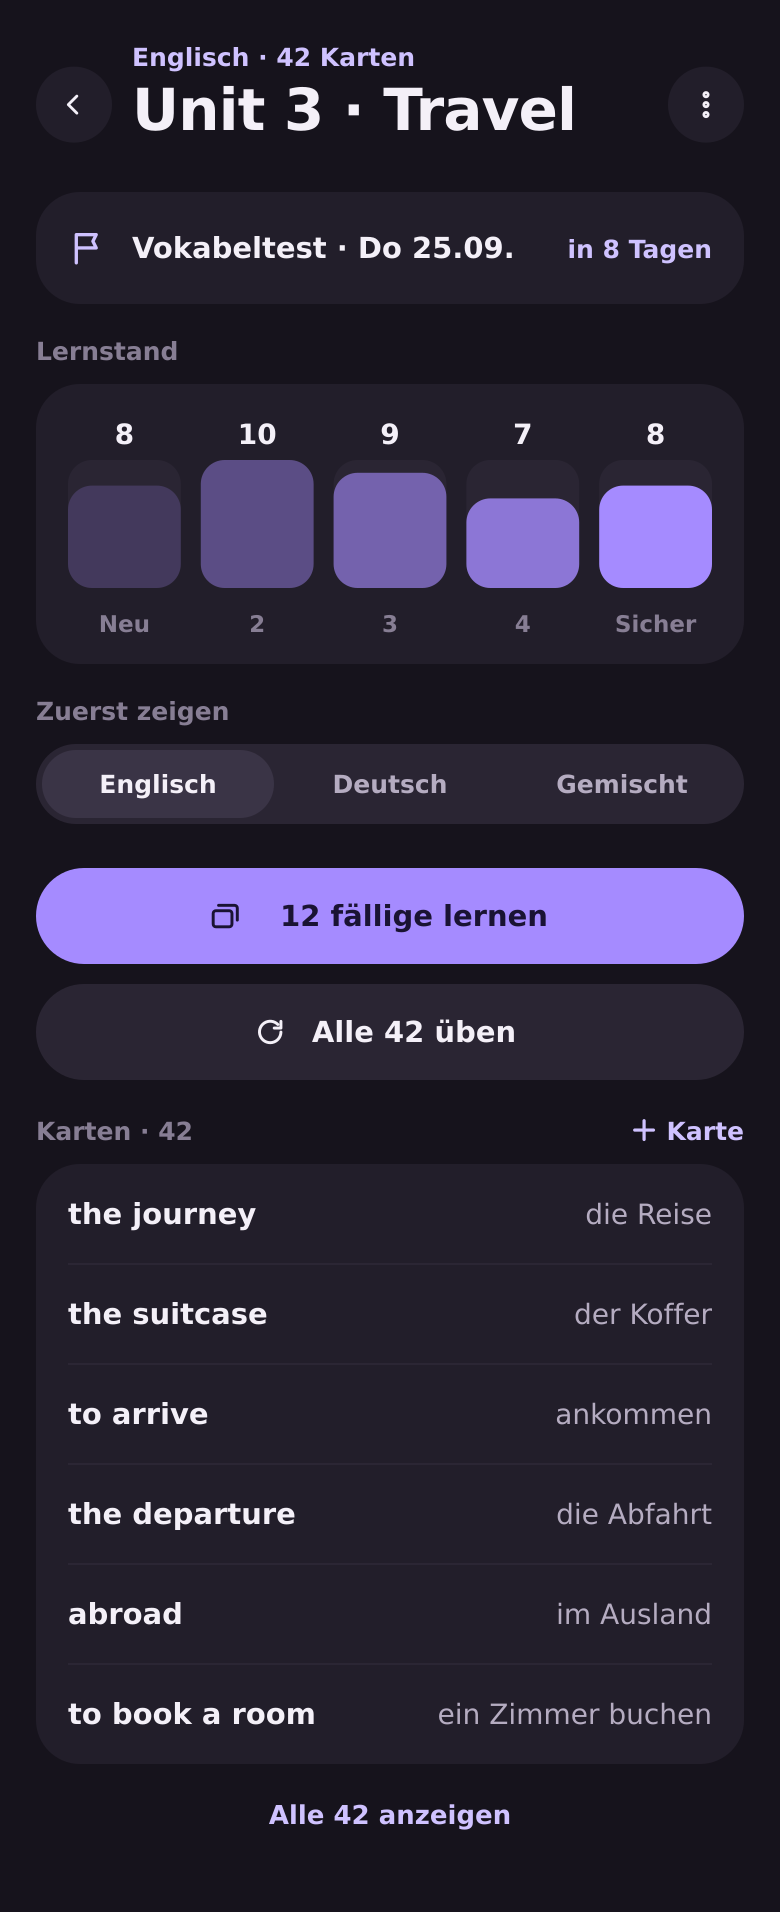 Englisch · 42 Karten
Unit 3 · Travel
Vokabeltest · Do 25.09. in 8 Tagen
Lernstand
8 10 9 7 8
Neu 2 3 4 Sicher
Zuerst zeigen
Englisch Deutsch Gemischt
12 fällige lernen
Alle 42 üben
Karten · 42 + Karte
the journey die Reise
the suitcase der Koffer
to arrive ankommen
the departure die Abfahrt
abroad im Ausland
to book a room ein Zimmer buchen
Alle 42 anzeigen